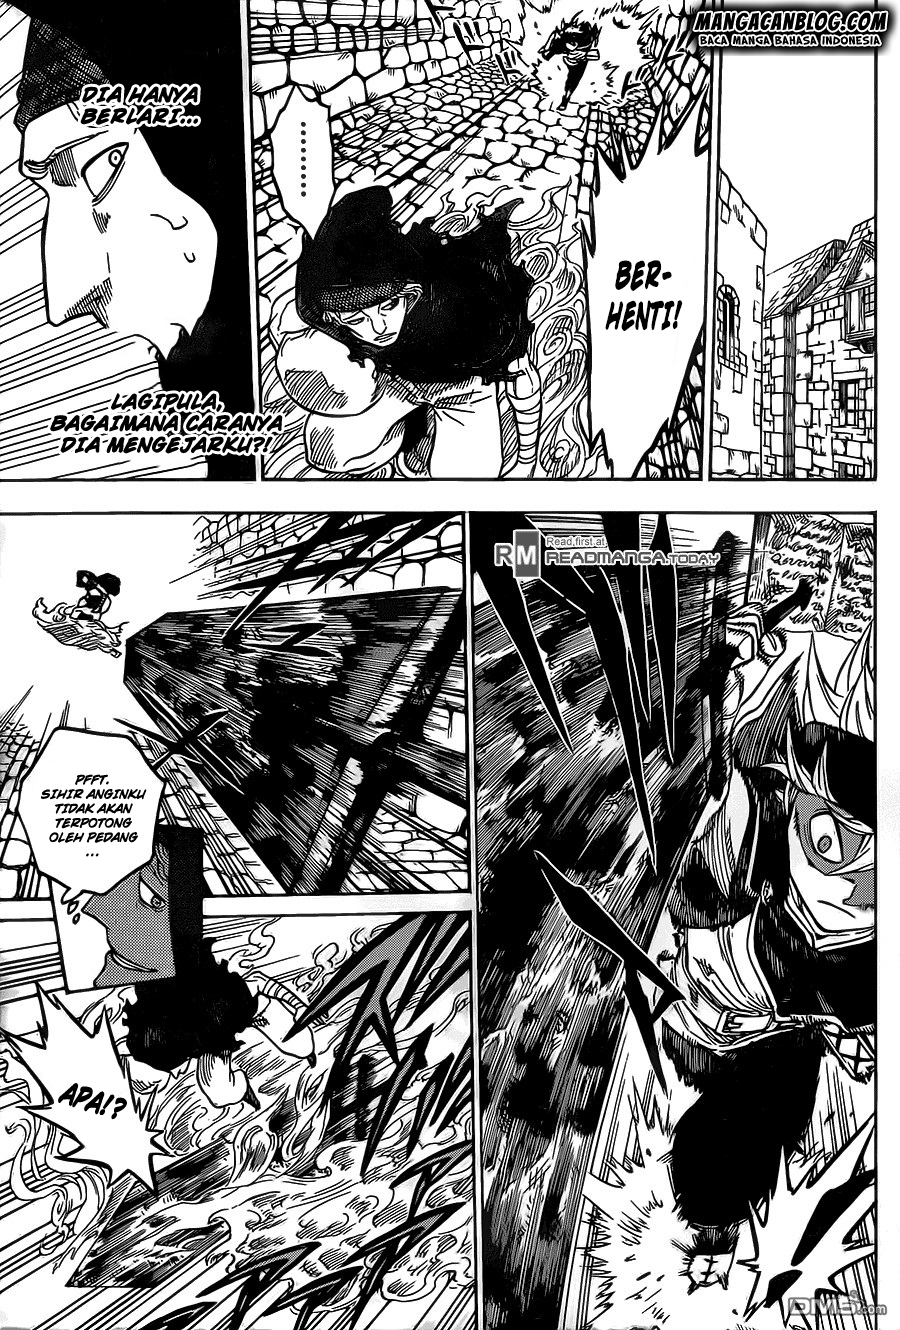 MANGACANBLOG.COM
BACA MANGA BAHASA INDONESIA
BER-
HENTI!
..........
DIA HANYA
BERLARI...
LAGIPULA,
BAGAIMANA CARANYA
DIA MENGEJARKU?!
RM
Read first at
READMANGA.TODAY
PFFT.
SIHIR ANGINKU
TIDAK AKAN
TERPOTONG
OLEH PEDANG
...
APA!?